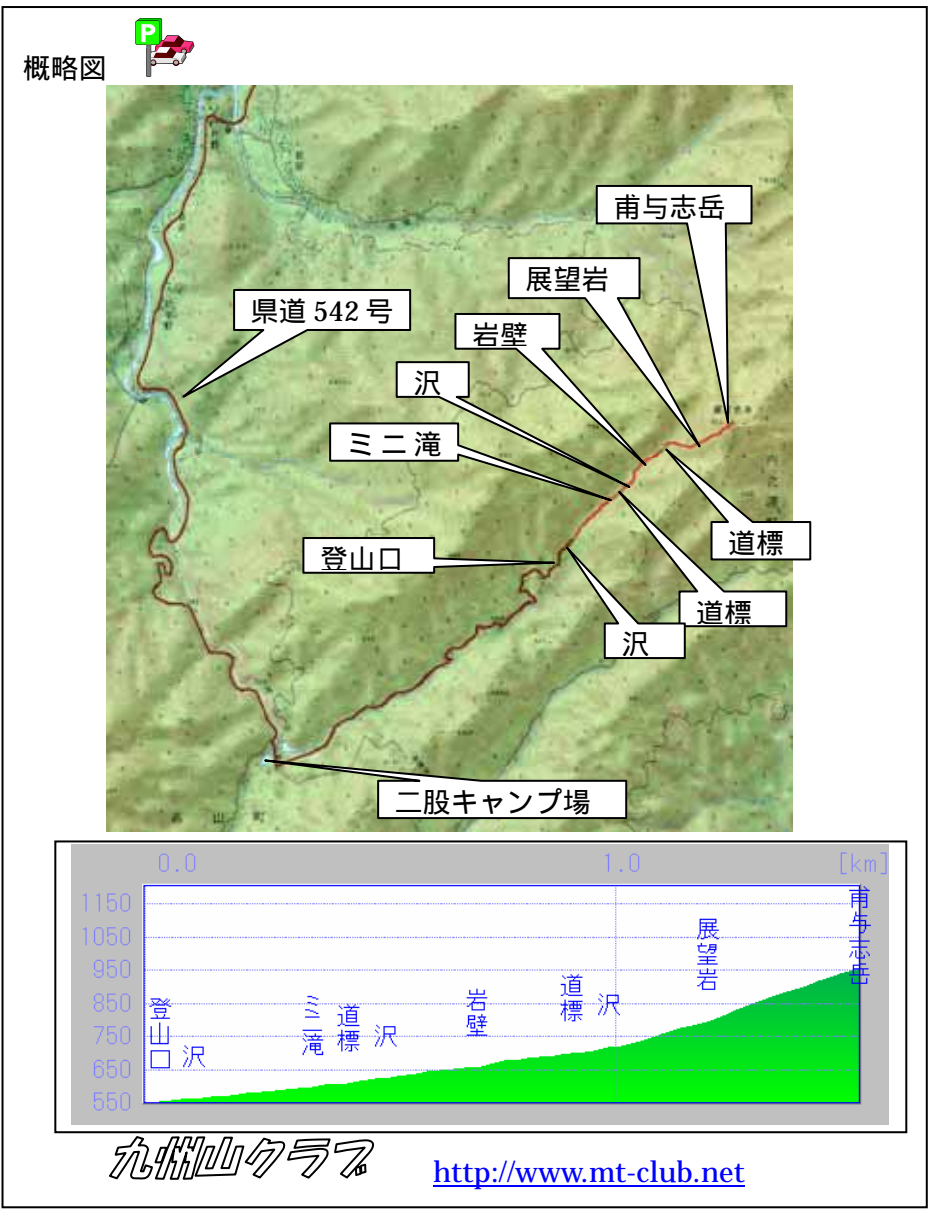 P
概略図
甫与志岳
展望岩
県道 542 号
岩壁
沢
ミニ滝
道標
登山口
道標
沢
二股キャンプ場
高山町
0.0 1.0 [km]
1150
1050
950
850
750
650
550
登山口
沢
ミニ滝
道標
沢
岩壁
道標
沢
展望岩
甫与志岳
九州山クラブ
http://www.mt-club.net